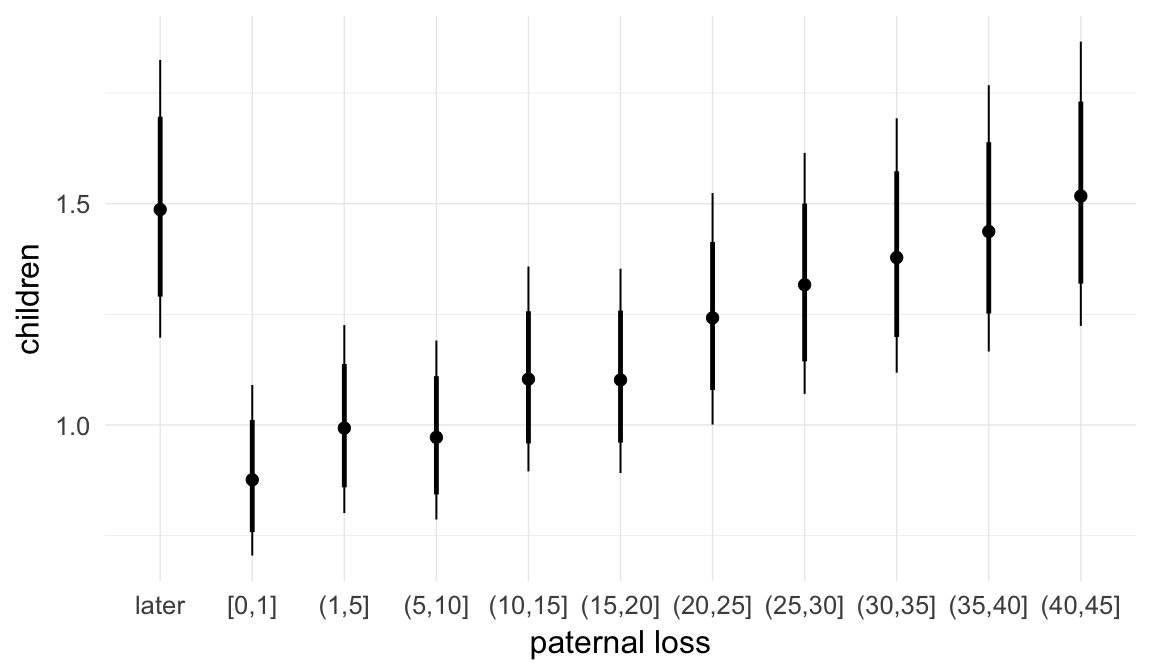 children
1.5
1.0
later [0,1] (1,5] (5,10] (10,15] (15,20] (20,25] (25,30] (30,35] (35,40] (40,45]
paternal loss